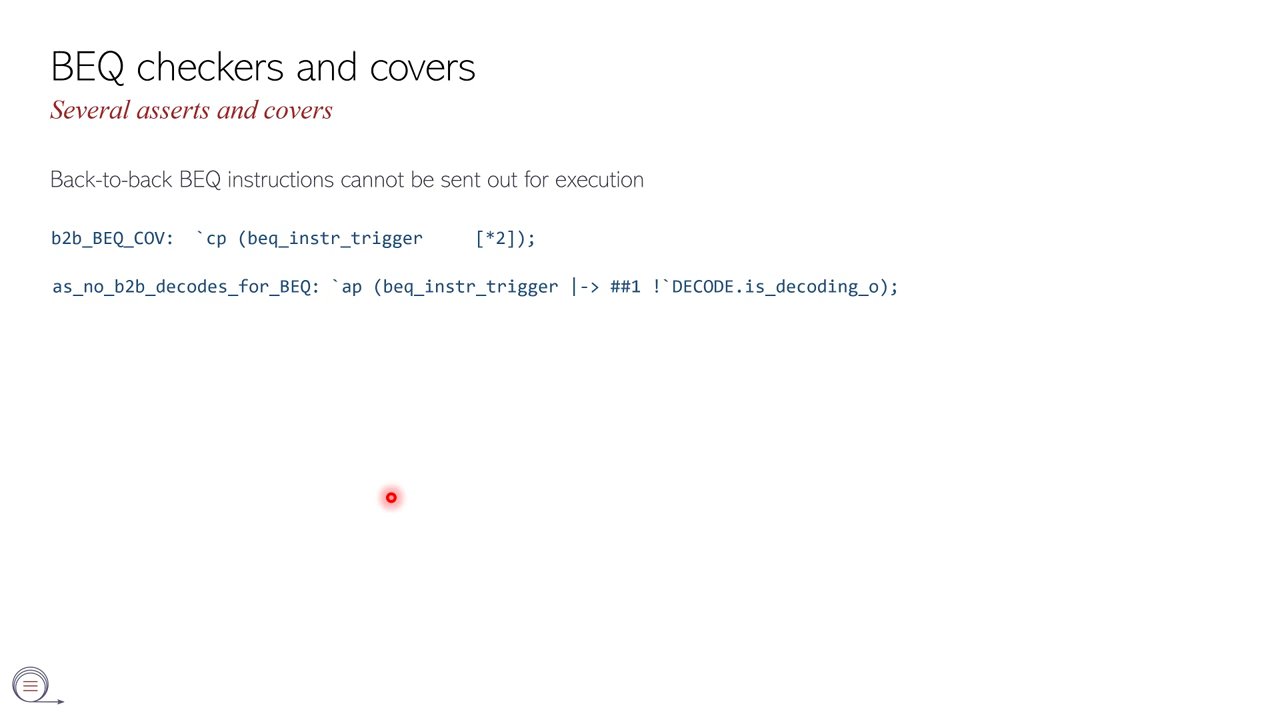 BEQ checkers and covers
Several asserts and covers
Back-to-back BEQ instructions cannot be sent out for execution
b2b_BEQ_COV:  `cp (beq_instr_trigger     [*2]);
as_no_b2b_decodes_for_BEQ: `ap (beq_instr_trigger |-> ##1 !`DECODE.is_decoding_o);